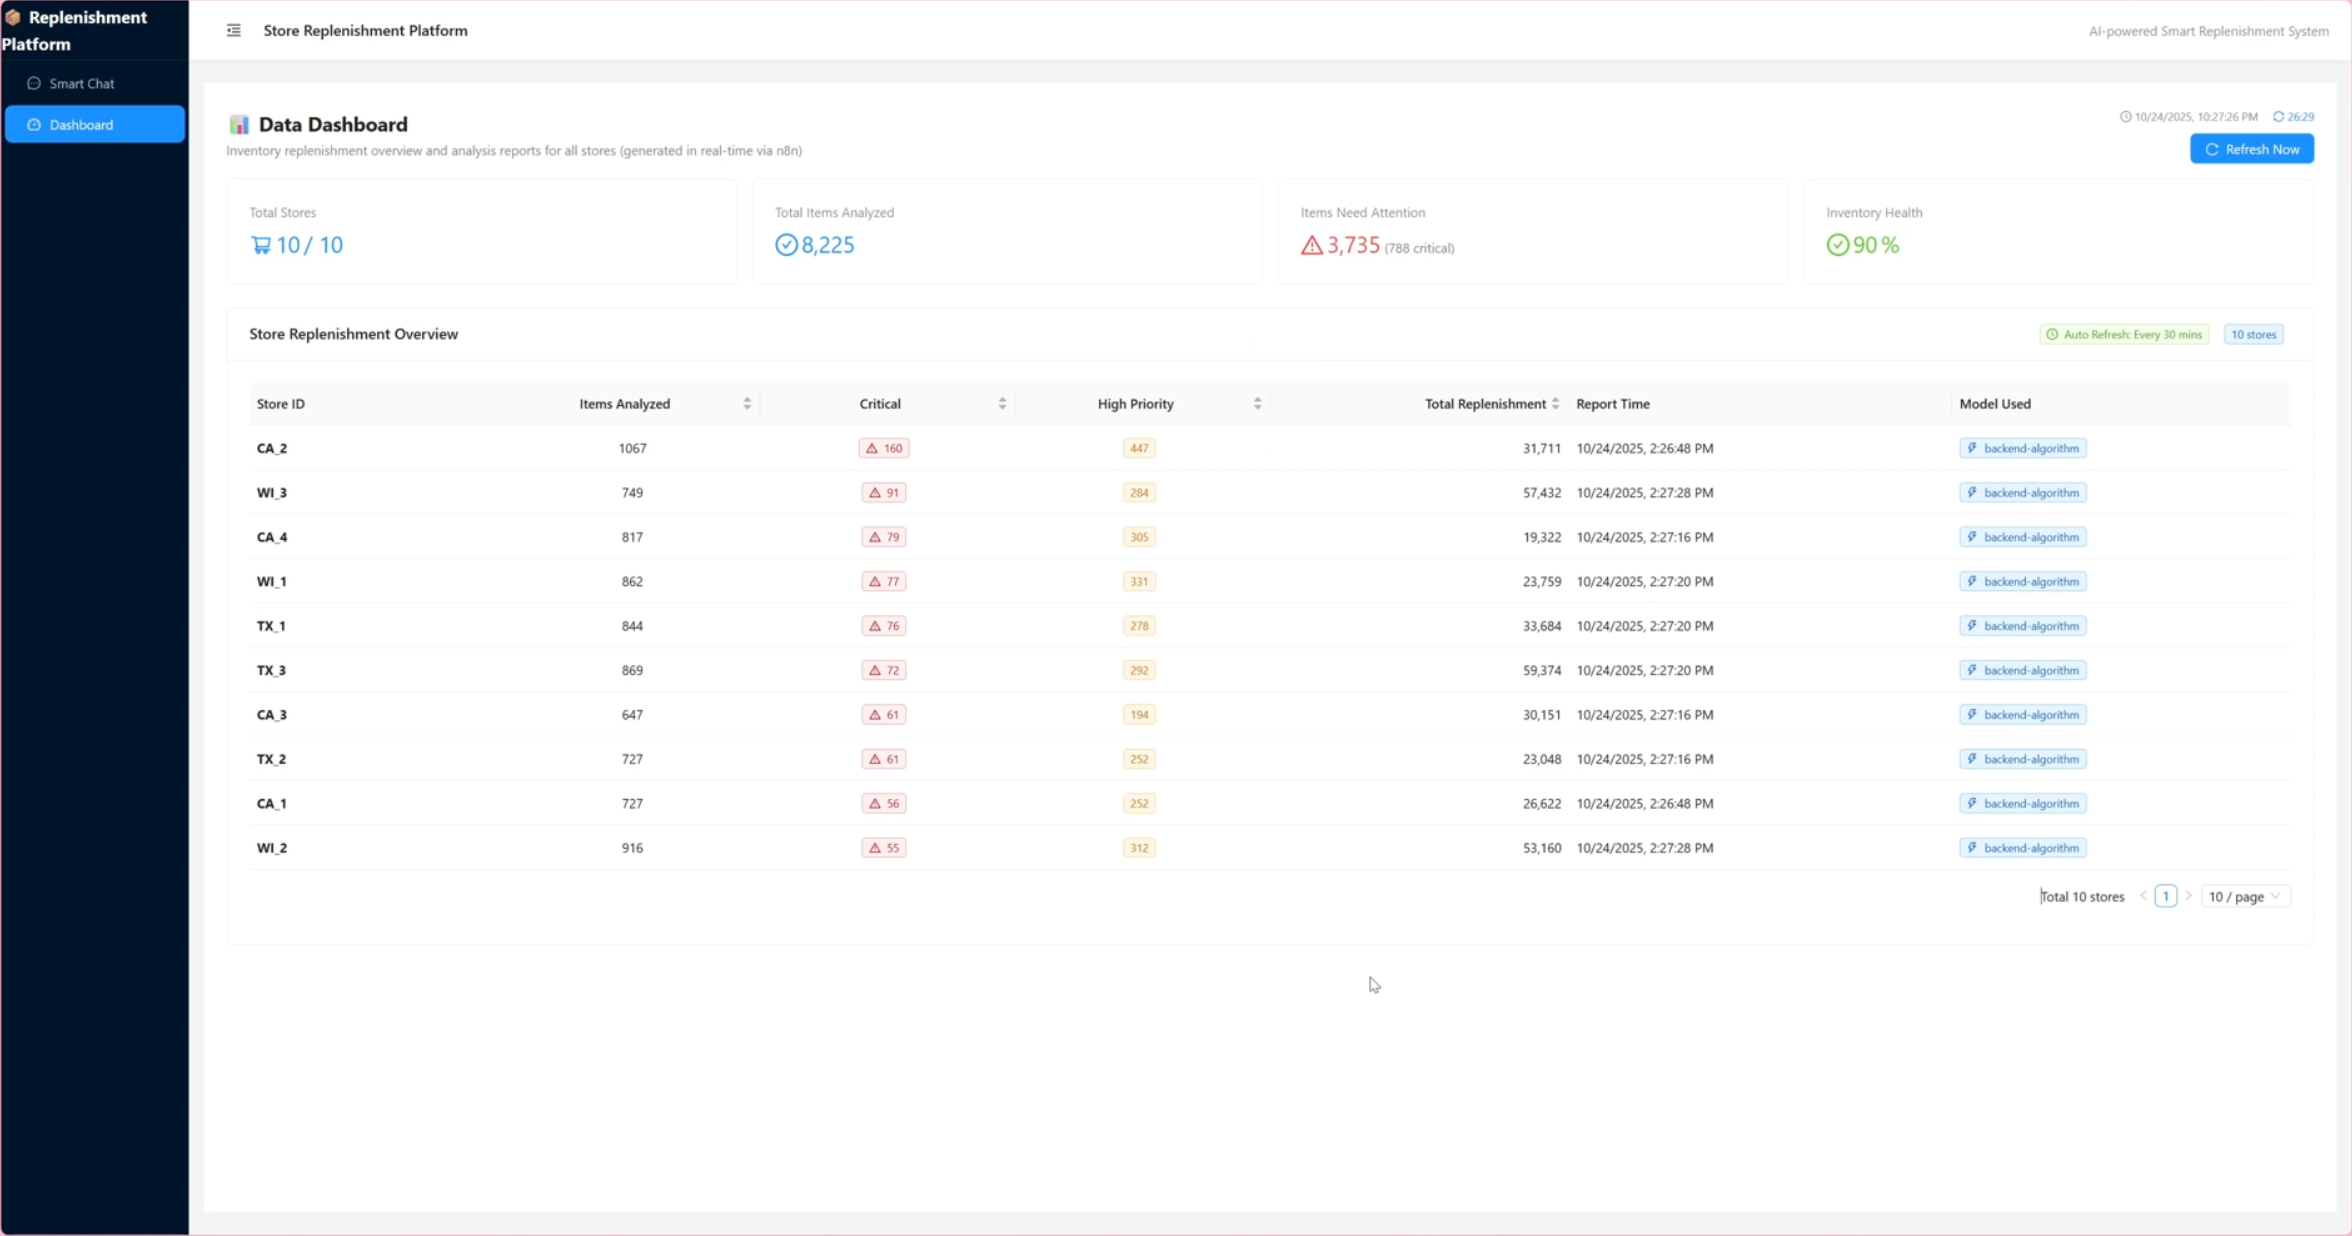 Replenishment
Platform
Smart Chat
Dashboard
Store Replenishment Platform
AI-powered Smart Replenishment System
Data Dashboard
Inventory replenishment overview and analysis reports for all stores (generated in real-time via n8n)
10/24/2025, 10:27:26 PM 26:29
Refresh Now
Total Stores
10 / 10
Total Items Analyzed
8,225
Items Need Attention
3,735 (788 critical)
Inventory Health
90 %
Store Replenishment Overview
Auto Refresh: Every 30 mins 10 stores
Store ID Items Analyzed Critical High Priority Total Replenishment Report Time Model Used
CA_2 1067 160 447 31,711 10/24/2025, 2:26:48 PM backend-algorithm
WI_3 749 91 284 57,432 10/24/2025, 2:27:28 PM backend-algorithm
CA_4 817 79 305 19,322 10/24/2025, 2:27:16 PM backend-algorithm
WI_1 862 77 331 23,759 10/24/2025, 2:27:20 PM backend-algorithm
TX_1 844 76 278 33,684 10/24/2025, 2:27:20 PM backend-algorithm
TX_3 869 72 292 59,374 10/24/2025, 2:27:20 PM backend-algorithm
CA_3 647 61 194 30,151 10/24/2025, 2:27:16 PM backend-algorithm
TX_2 727 61 252 23,048 10/24/2025, 2:27:16 PM backend-algorithm
CA_1 727 56 252 26,622 10/24/2025, 2:26:48 PM backend-algorithm
WI_2 916 55 312 53,160 10/24/2025, 2:27:28 PM backend-algorithm
Total 10 stores < 1 > 10 / page